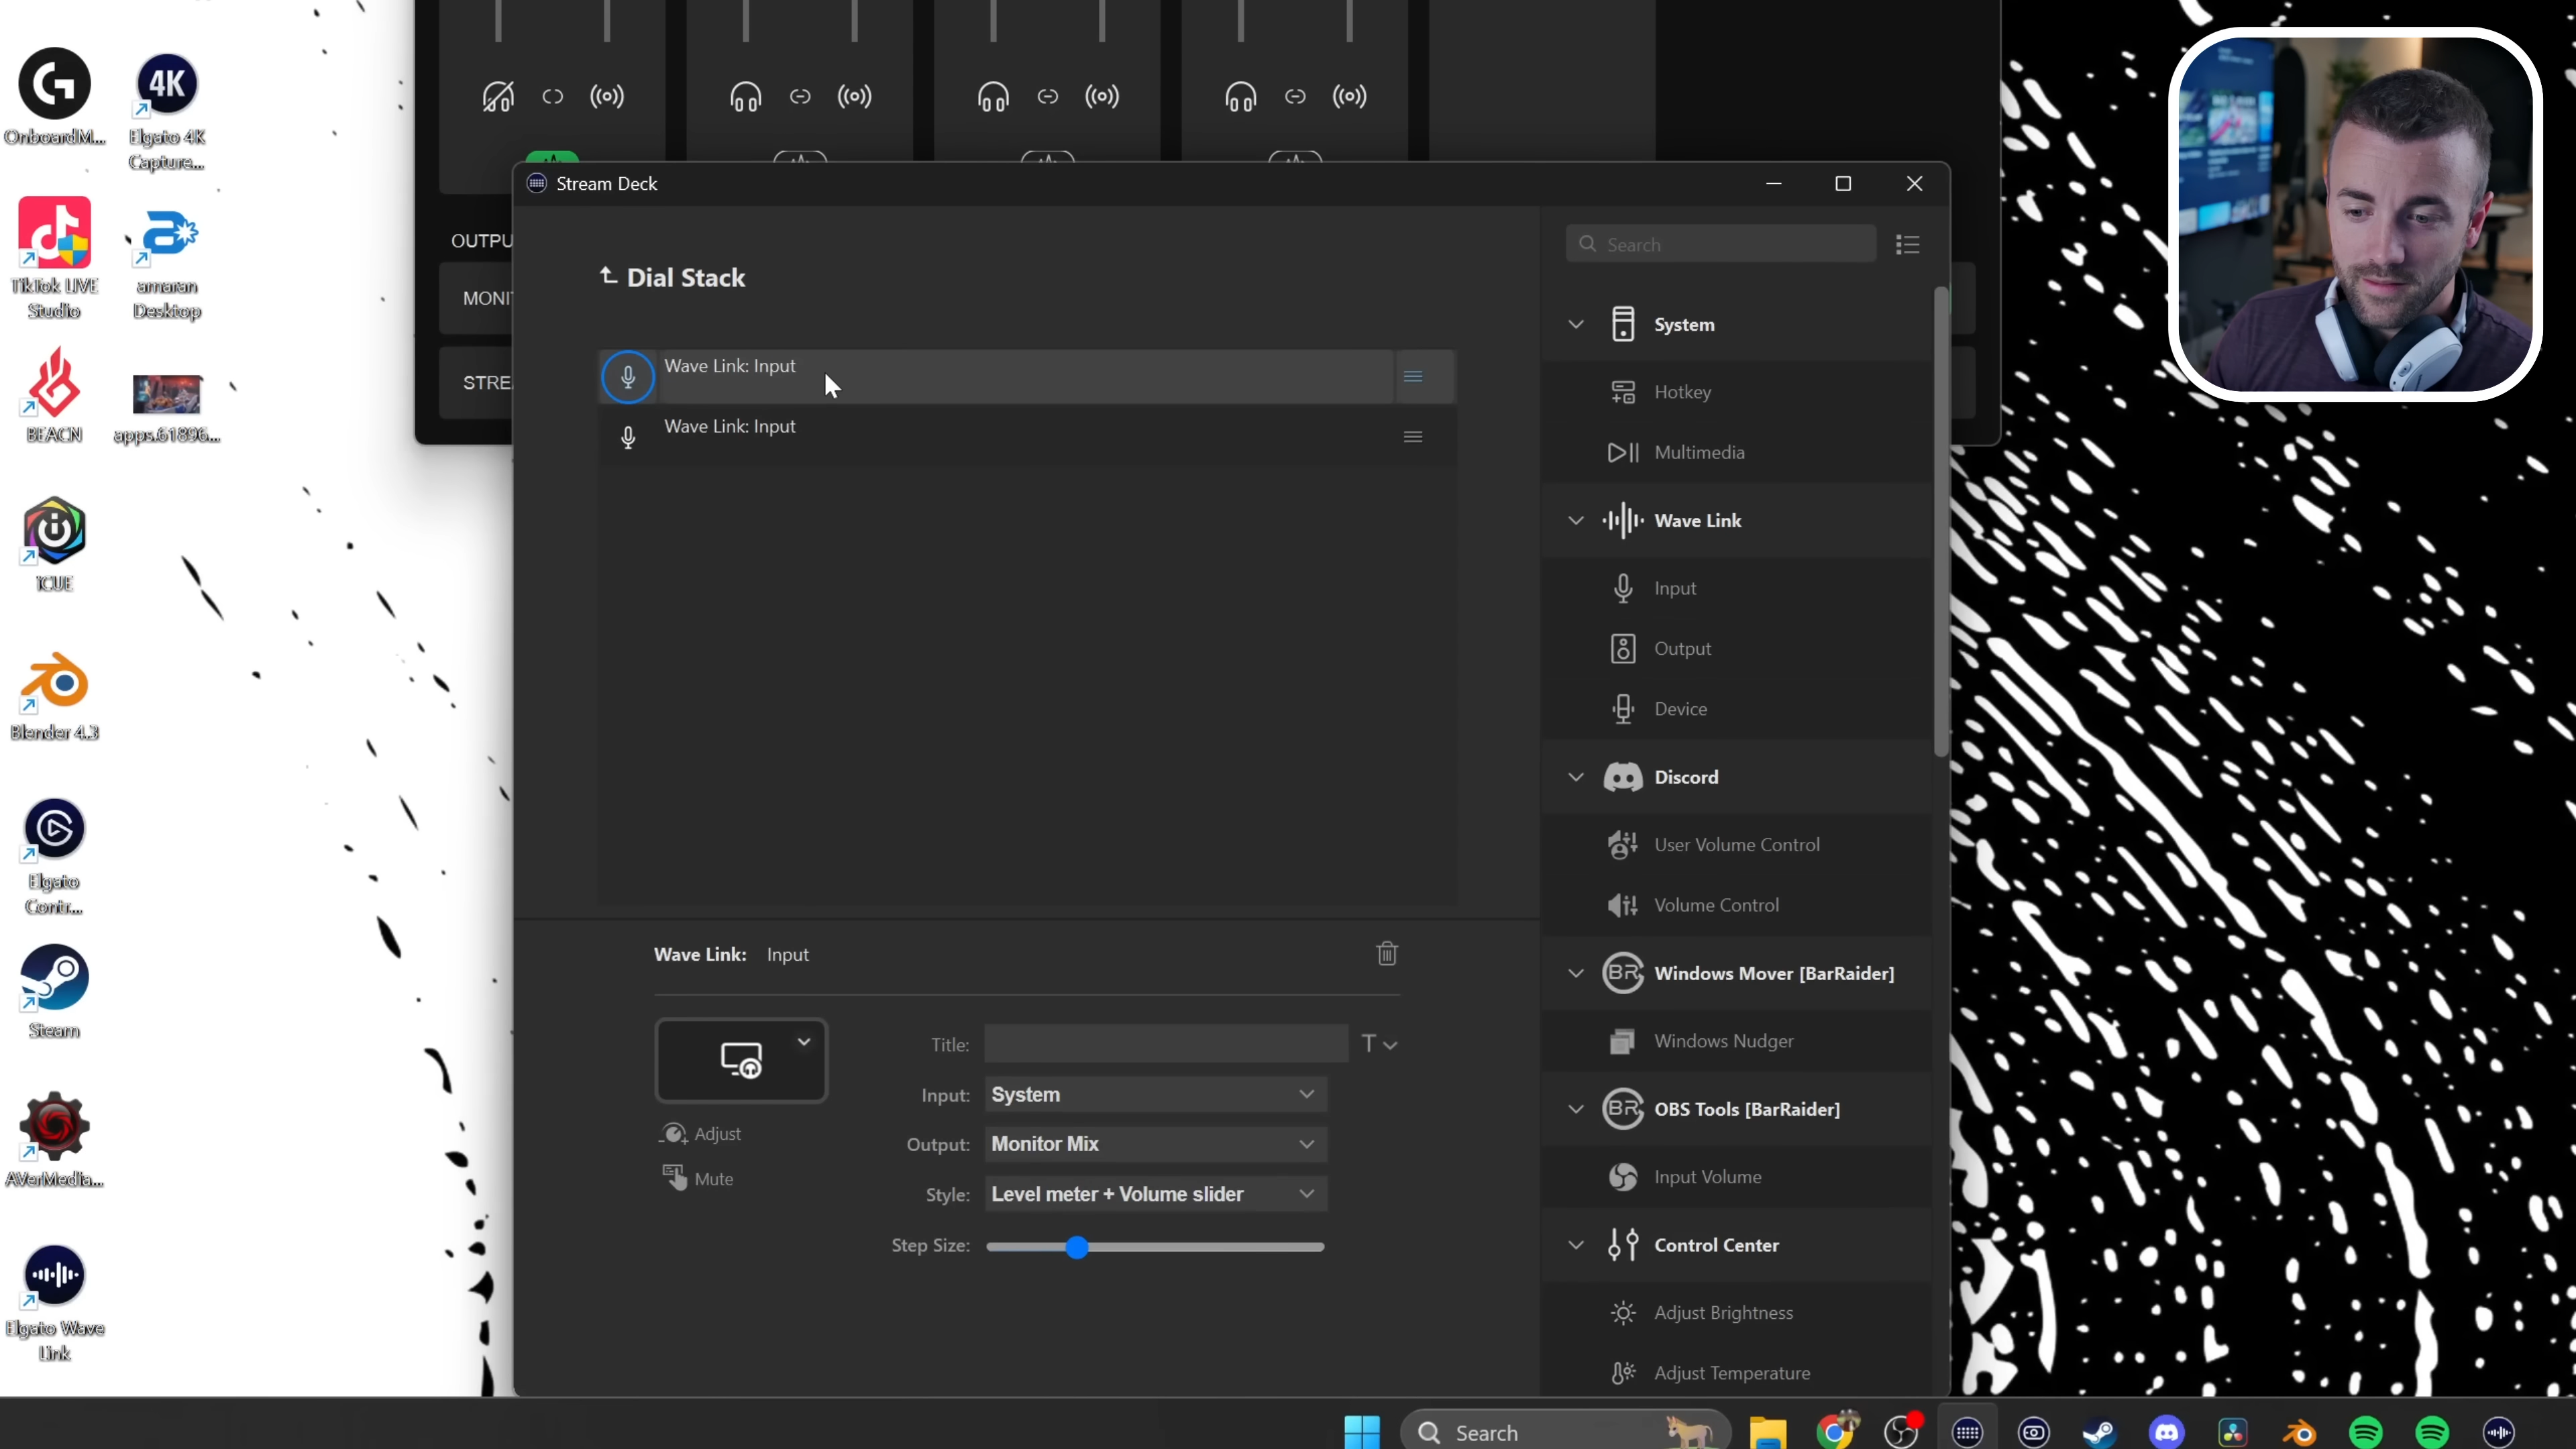 OnboardM...
Elgato 4K
Capture...
TikTok LIVE
Studio
amaran
Desktop
BEACN
apps.61896...
iCUE
Blender 4.3
Elgato
Contr...
Steam
AVerMedia...
Elgato Wave
Link
4K
OUTPU
MONI
STRE
Stream Deck
Dial Stack
Wave Link: Input
Wave Link: Input
Wave Link: Input
Title:
T
Input: System
Output: Monitor Mix
Style: Level meter + Volume slider
Step Size:
Adjust
Mute
Search
System
Hotkey
Multimedia
Wave Link
Input
Output
Device
Discord
User Volume Control
Volume Control
BR Windows Mover [BarRaider]
Windows Nudger
BR OBS Tools [BarRaider]
Input Volume
Control Center
Adjust Brightness
Adjust Temperature
Search